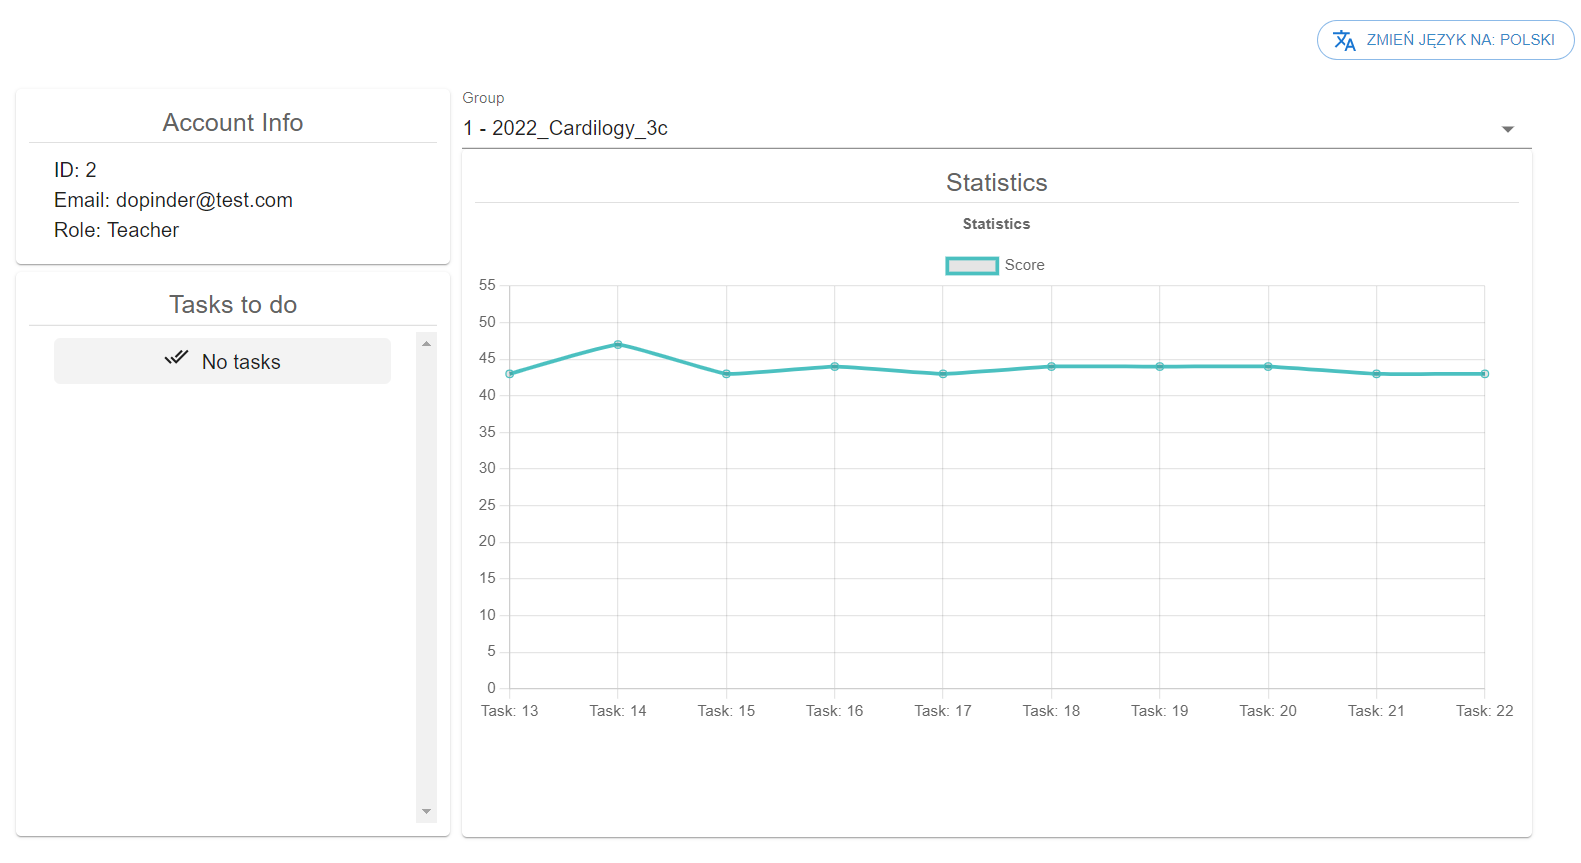 ZMIEŃ JĘZYK NA: POLSKI
Account Info
ID: 2
Email: dopinder@test.com
Role: Teacher
Tasks to do
No tasks
Group
1 - 2022_Cardilogy_3c
Statistics
Statistics
Score
55
50
45
40
35
30
25
20
15
10
5
0
Task: 13 Task: 14 Task: 15 Task: 16 Task: 17 Task: 18 Task: 19 Task: 20 Task: 21 Task: 22